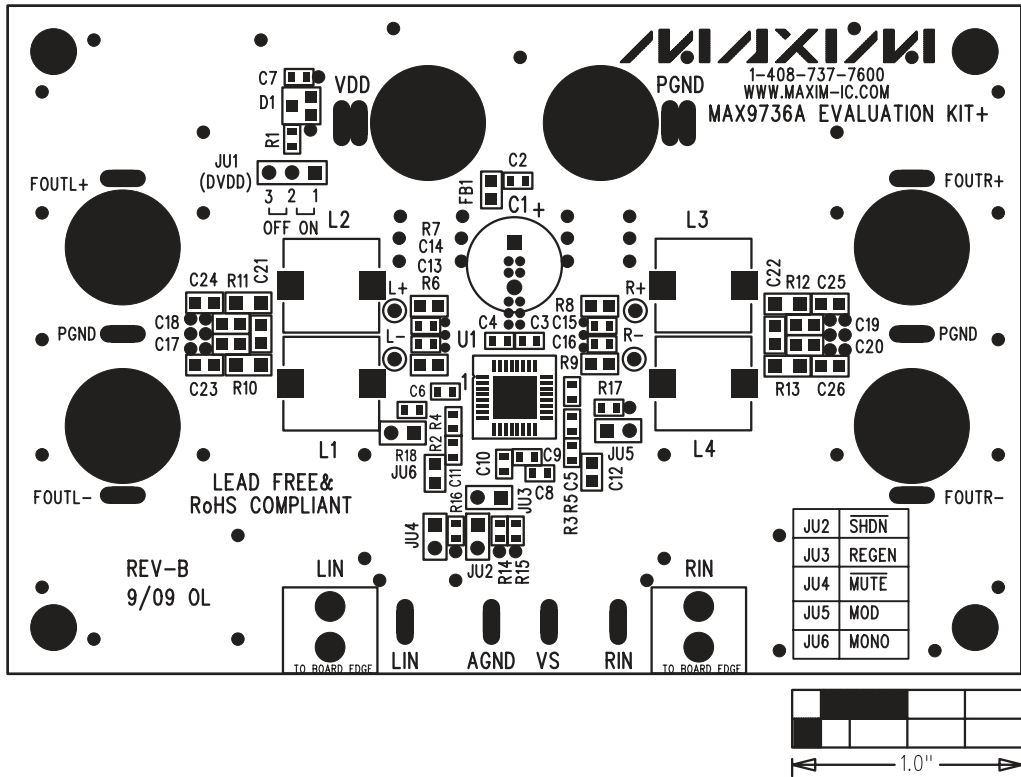 MAXIM
1-408-737-7600
WWW.MAXIM-IC.COM
MAX9736A EVALUATION KIT+
C7
VDD
PGND
D1
R1
JU1
(DVDD)
3 2 1
OFF ON
C2
FB1
C1 +
FOUTL+
FOUTR+
L2
L3
R7
C14
C13
R6
C24
R11
C21
L+
R+
R8
C15
C16
R9
C22
R12
C25
C18
C17
PGND
L-
R-
U1
C4
C3
C19
C20
PGND
C23
R10
1
C6
R17
R13
C26
L1
L4
R18
R2
R4
JU6
C11
C10
C9
C8
JU5
C5
C12
FOUTL-
FOUTR-
LEAD FREE&
RoHS COMPLIANT
R16
JU3
R3
R5
JU4
JU2
R14
R15
JU2 SHDN
JU3 REGEN
JU4 MUTE
JU5 MOD
JU6 MONO
REV-B
9/09 OL
LIN
RIN
TO BOARD EDGE
LIN
AGND
VS
RIN
TO BOARD EDGE
1.0"